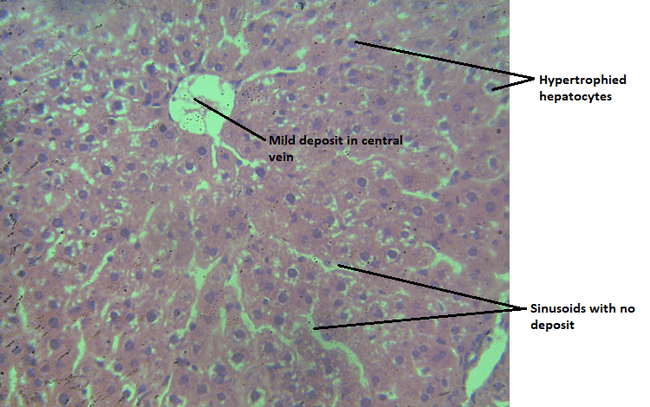 Hypertrophied
hepatocytes
Mild deposit in central
vein
Sinusoids with no
deposit